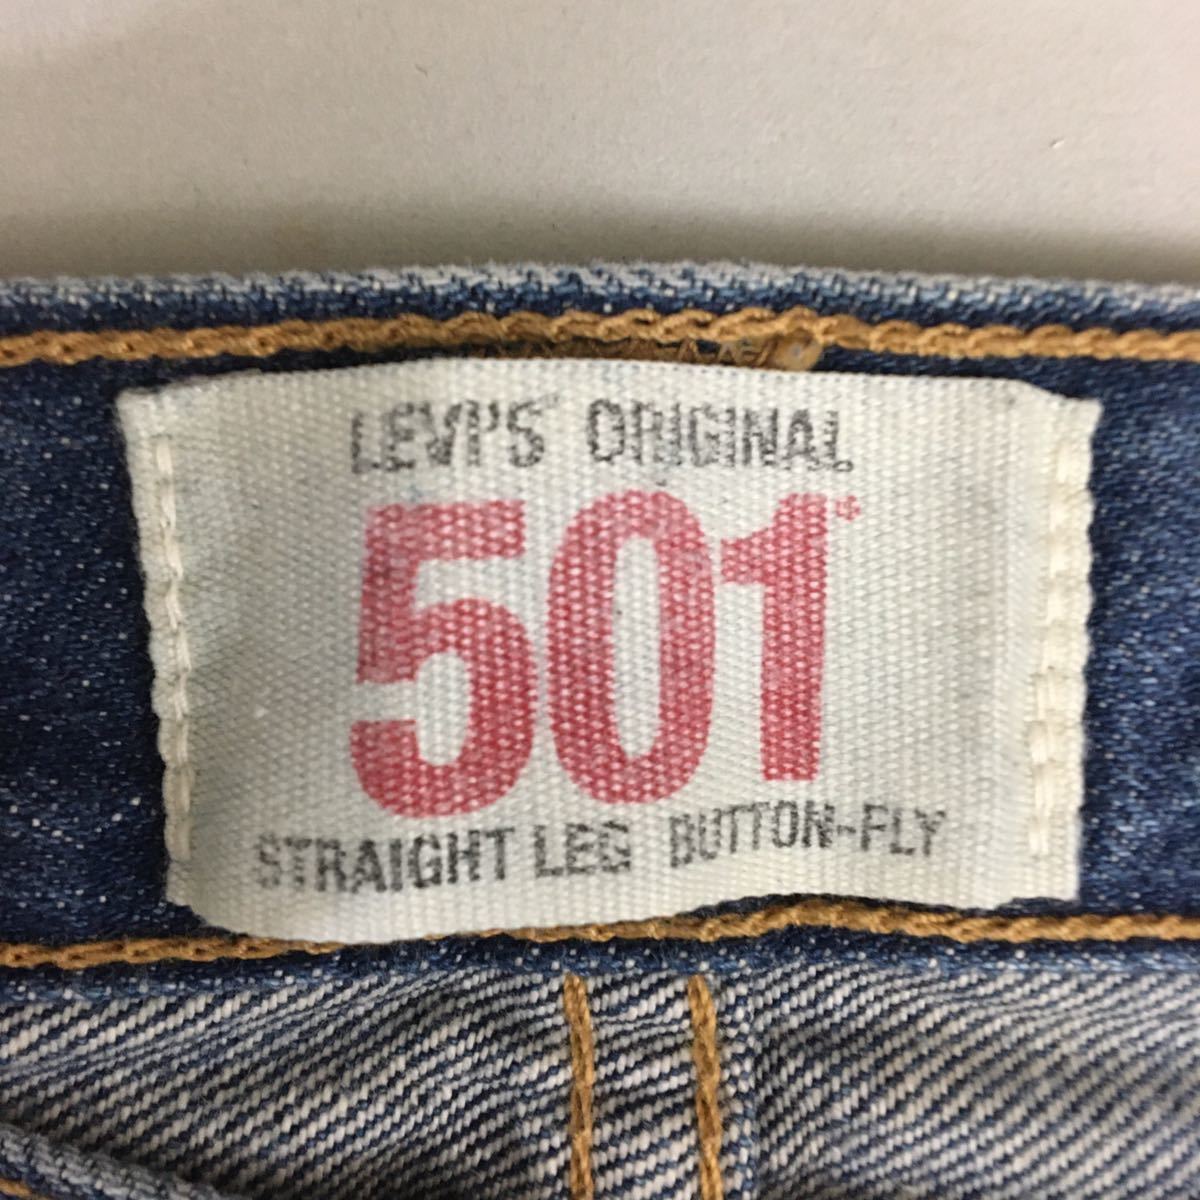 LEVI'S® ORIGINAL
501®
STRAIGHT LEG BUTTON-FLY